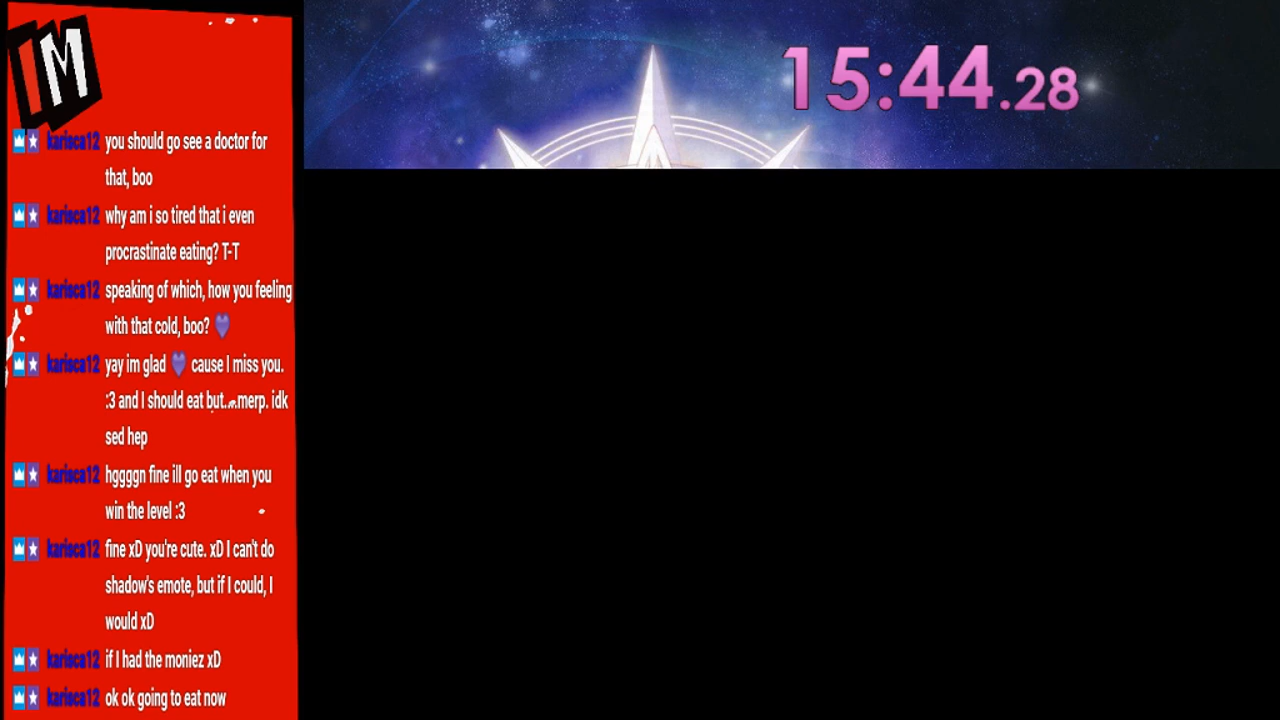 IM
15:44.28
karisca12 you should go see a doctor for
that, boo
karisca12 why am i so tired that i even
procrastinate eating? T-T
karisca12 speaking of which, how you feeling
with that cold, boo? 💜
karisca12 yay im glad 💜 cause I miss you.
:3 and I should eat but....merp. idk
sed hep
karisca12 hggggn fine ill go eat when you
win the level :3
karisca12 fine xD you're cute. xD I can't do
shadow's emote, but if I could, I
would xD
karisca12 if I had the moniez xD
karisca12 ok ok going to eat now